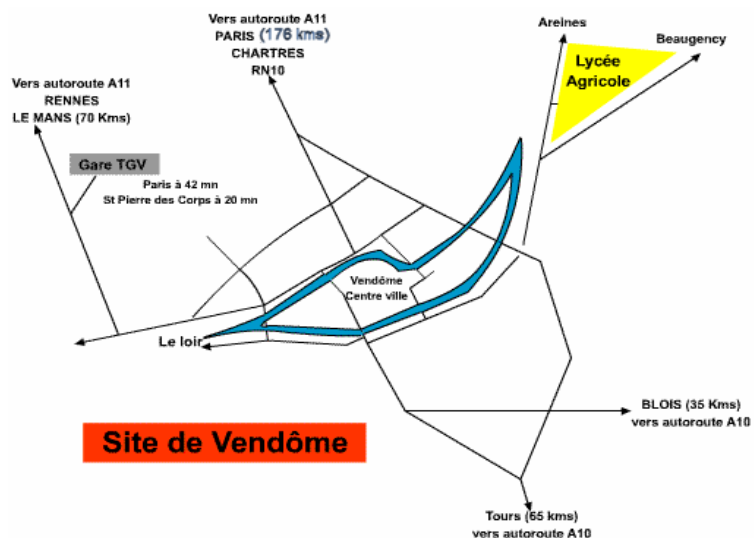 Vers autoroute A11
PARIS (176 kms)
CHARTRES
RN10
Areines
Beaugency
Lycée
Agricole
Vers autoroute A11
RENNES
LE MANS (70 Kms)
Gare TGV
Paris à 42 mn
St Pierre des Corps à 20 mn
Vendôme
Centre ville
Le loir
BLOIS (35 Kms)
vers autoroute A10
Site de Vendôme
Tours (65 kms)
vers autoroute A10